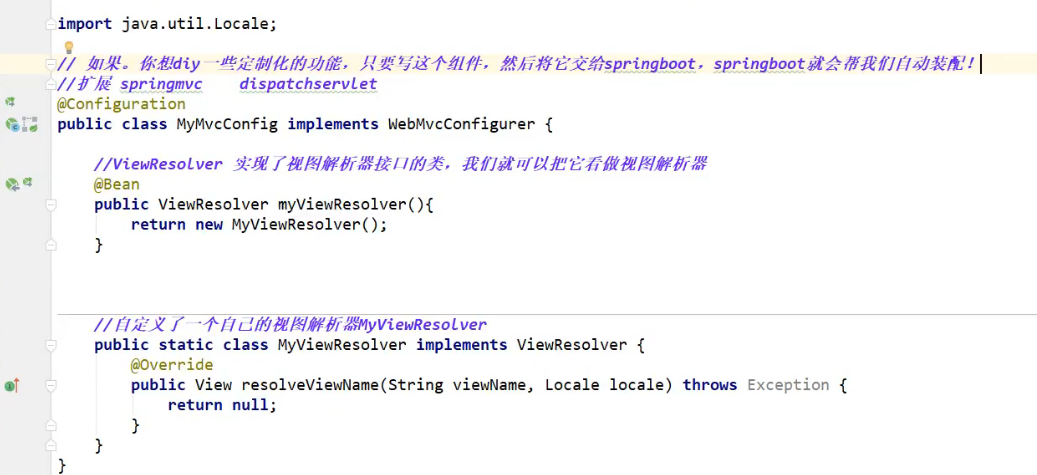 import java.util.Locale;
// 如果。你想diy一些定制化的功能，只要写这个组件，然后将它交给springboot，springboot就会帮我们自动装配！
//扩展 springmvc    dispatchservlet
@Configuration
public class MyMvcConfig implements WebMvcConfigurer {
//ViewResolver 实现了视图解析器接口的类，我们就可以把它看做视图解析器
@Bean
public ViewResolver myViewResolver(){
return new MyViewResolver();
}
//自定义了一个自己的视图解析器MyViewResolver
public static class MyViewResolver implements ViewResolver {
@Override
public View resolveViewName(String viewName, Locale locale) throws Exception {
return null;
}
}
}